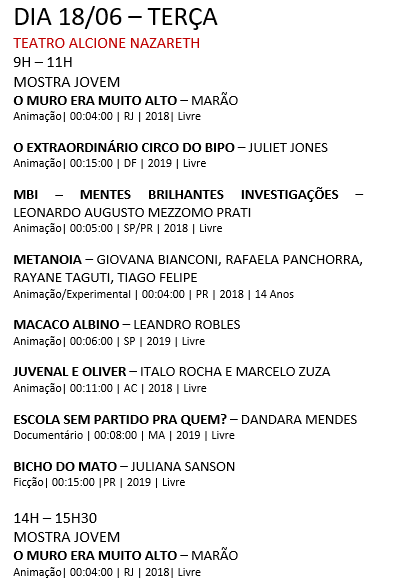 DIA 18/06 – TERÇA
TEATRO ALCIONE NAZARETH
9H – 11H
MOSTRA JOVEM
O MURO ERA MUITO ALTO – MARÃO
Animação| 00:04:00 | RJ | 2018| Livre
O EXTRAORDINÁRIO CIRCO DO BIPO – JULIET JONES
Animação| 00:15:00 | DF | 2019 | Livre
MBI – MENTES BRILHANTES INVESTIGAÇÕES –
LEONARDO AUGUSTO MEZZOMO PRATI
Animação| 00:05:00 | SP/PR | 2018 | Livre
METANOIA – GIOVANA BIANCONI, RAFAELA PANCHORRA,
RAYANE TAGUTI, TIAGO FELIPE
Animação/Experimental | 00:04:00 | PR | 2018 | 14 Anos
MACACO ALBINO – LEANDRO ROBLES
Animação| 00:06:00 | SP | 2019 | Livre
JUVENAL E OLIVER – ITALO ROCHA E MARCELO ZUZA
Animação| 00:11:00 | AC | 2018 | Livre
ESCOLA SEM PARTIDO PRA QUEM? – DANDARA MENDES
Documentário | 00:08:00 | MA | 2019 | Livre
BICHO DO MATO – JULIANA SANSON
Ficção| 00:15:00 |PR | 2019 | Livre
14H – 15H30
MOSTRA JOVEM
O MURO ERA MUITO ALTO – MARÃO
Animação| 00:04:00 | RJ | 2018| Livre